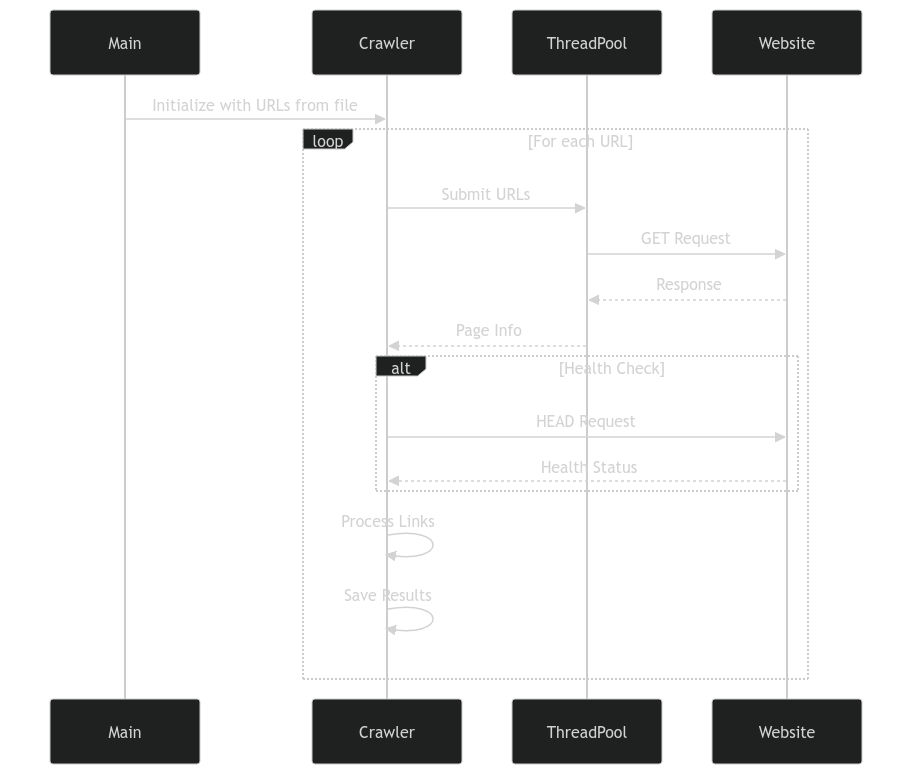 Main
Crawler
ThreadPool
Website
Initialize with URLs from file
loop
[For each URL]
Submit URLs
GET Request
Response
Page Info
alt
[Health Check]
HEAD Request
Health Status
Process Links
Save Results
Main
Crawler
ThreadPool
Website